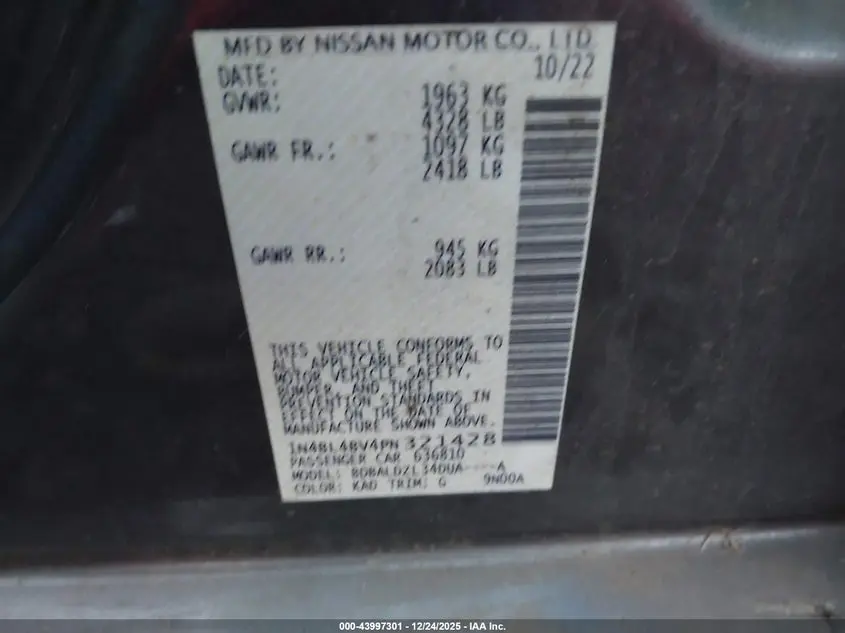 MFD BY NISSAN MOTOR CO., LTD.
DATE: 10/22
GVWR: 1963 KG
4328 LB
GAWR FR.: 1097 KG
2418 LB
GAWR RR.: 945 KG
2083 LB
THIS VEHICLE CONFORMS TO
ALL APPLICABLE FEDERAL
MOTOR VEHICLE SAFETY,
BUMPER, AND THEFT
PREVENTION STANDARDS IN
EFFECT ON THE DATE OF
MANUFACTURE SHOWN ABOVE.
1N4BL4BV4PN321428
PASSENGER CAR 636810
MODEL: BDBALDZL34DUA----A
COLOR: KAD TRIM: G 9N00A
000-43997301 - 12/24/2025 - IAA Inc.